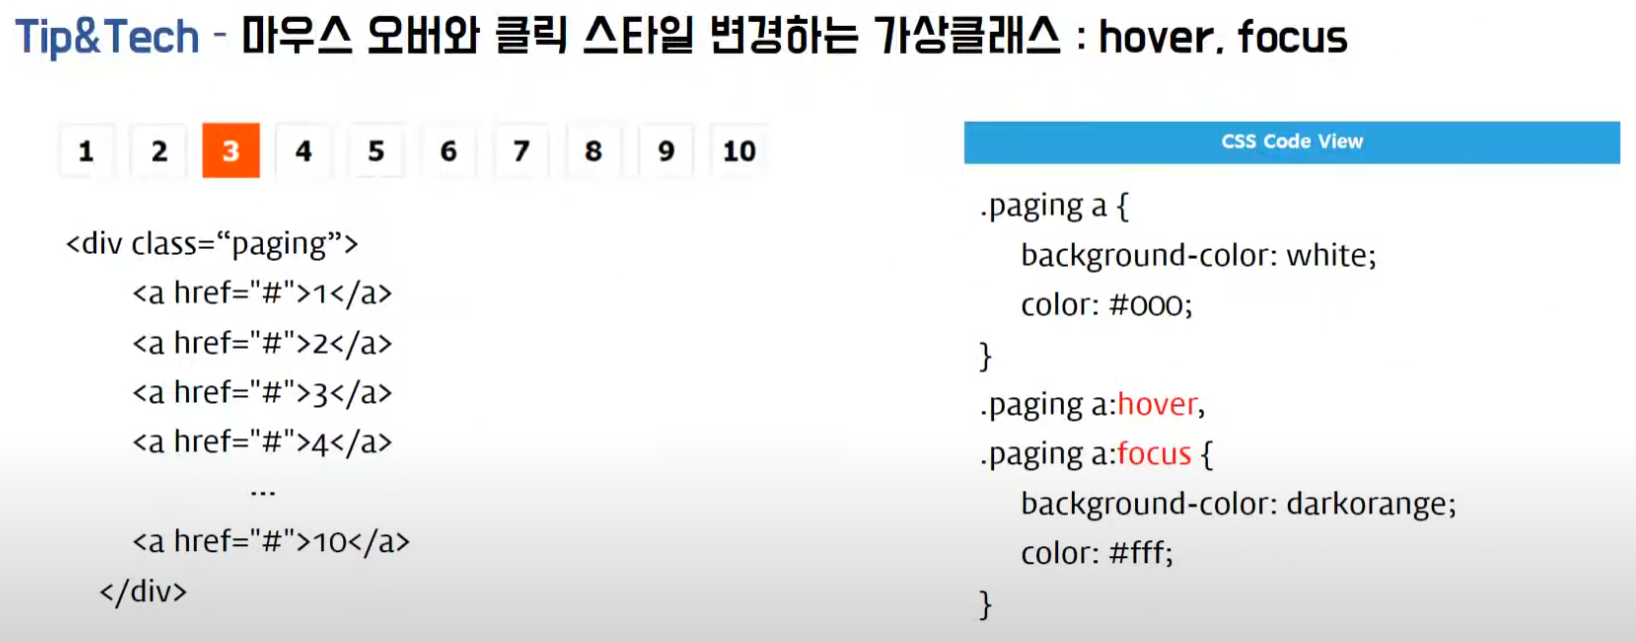 Tip&Tech - 마우스 오버와 클릭 스타일 변경하는 가상클래스 : hover, focus
1 2 3 4 5 6 7 8 9 10
<div class=“paging”>
<a href="#">1</a>
<a href="#">2</a>
<a href="#">3</a>
<a href="#">4</a>
...
<a href="#">10</a>
</div>
CSS Code View
.paging a {
background-color: white;
color: #000;
}
.paging a:hover,
.paging a:focus {
background-color: darkorange;
color: #fff;
}